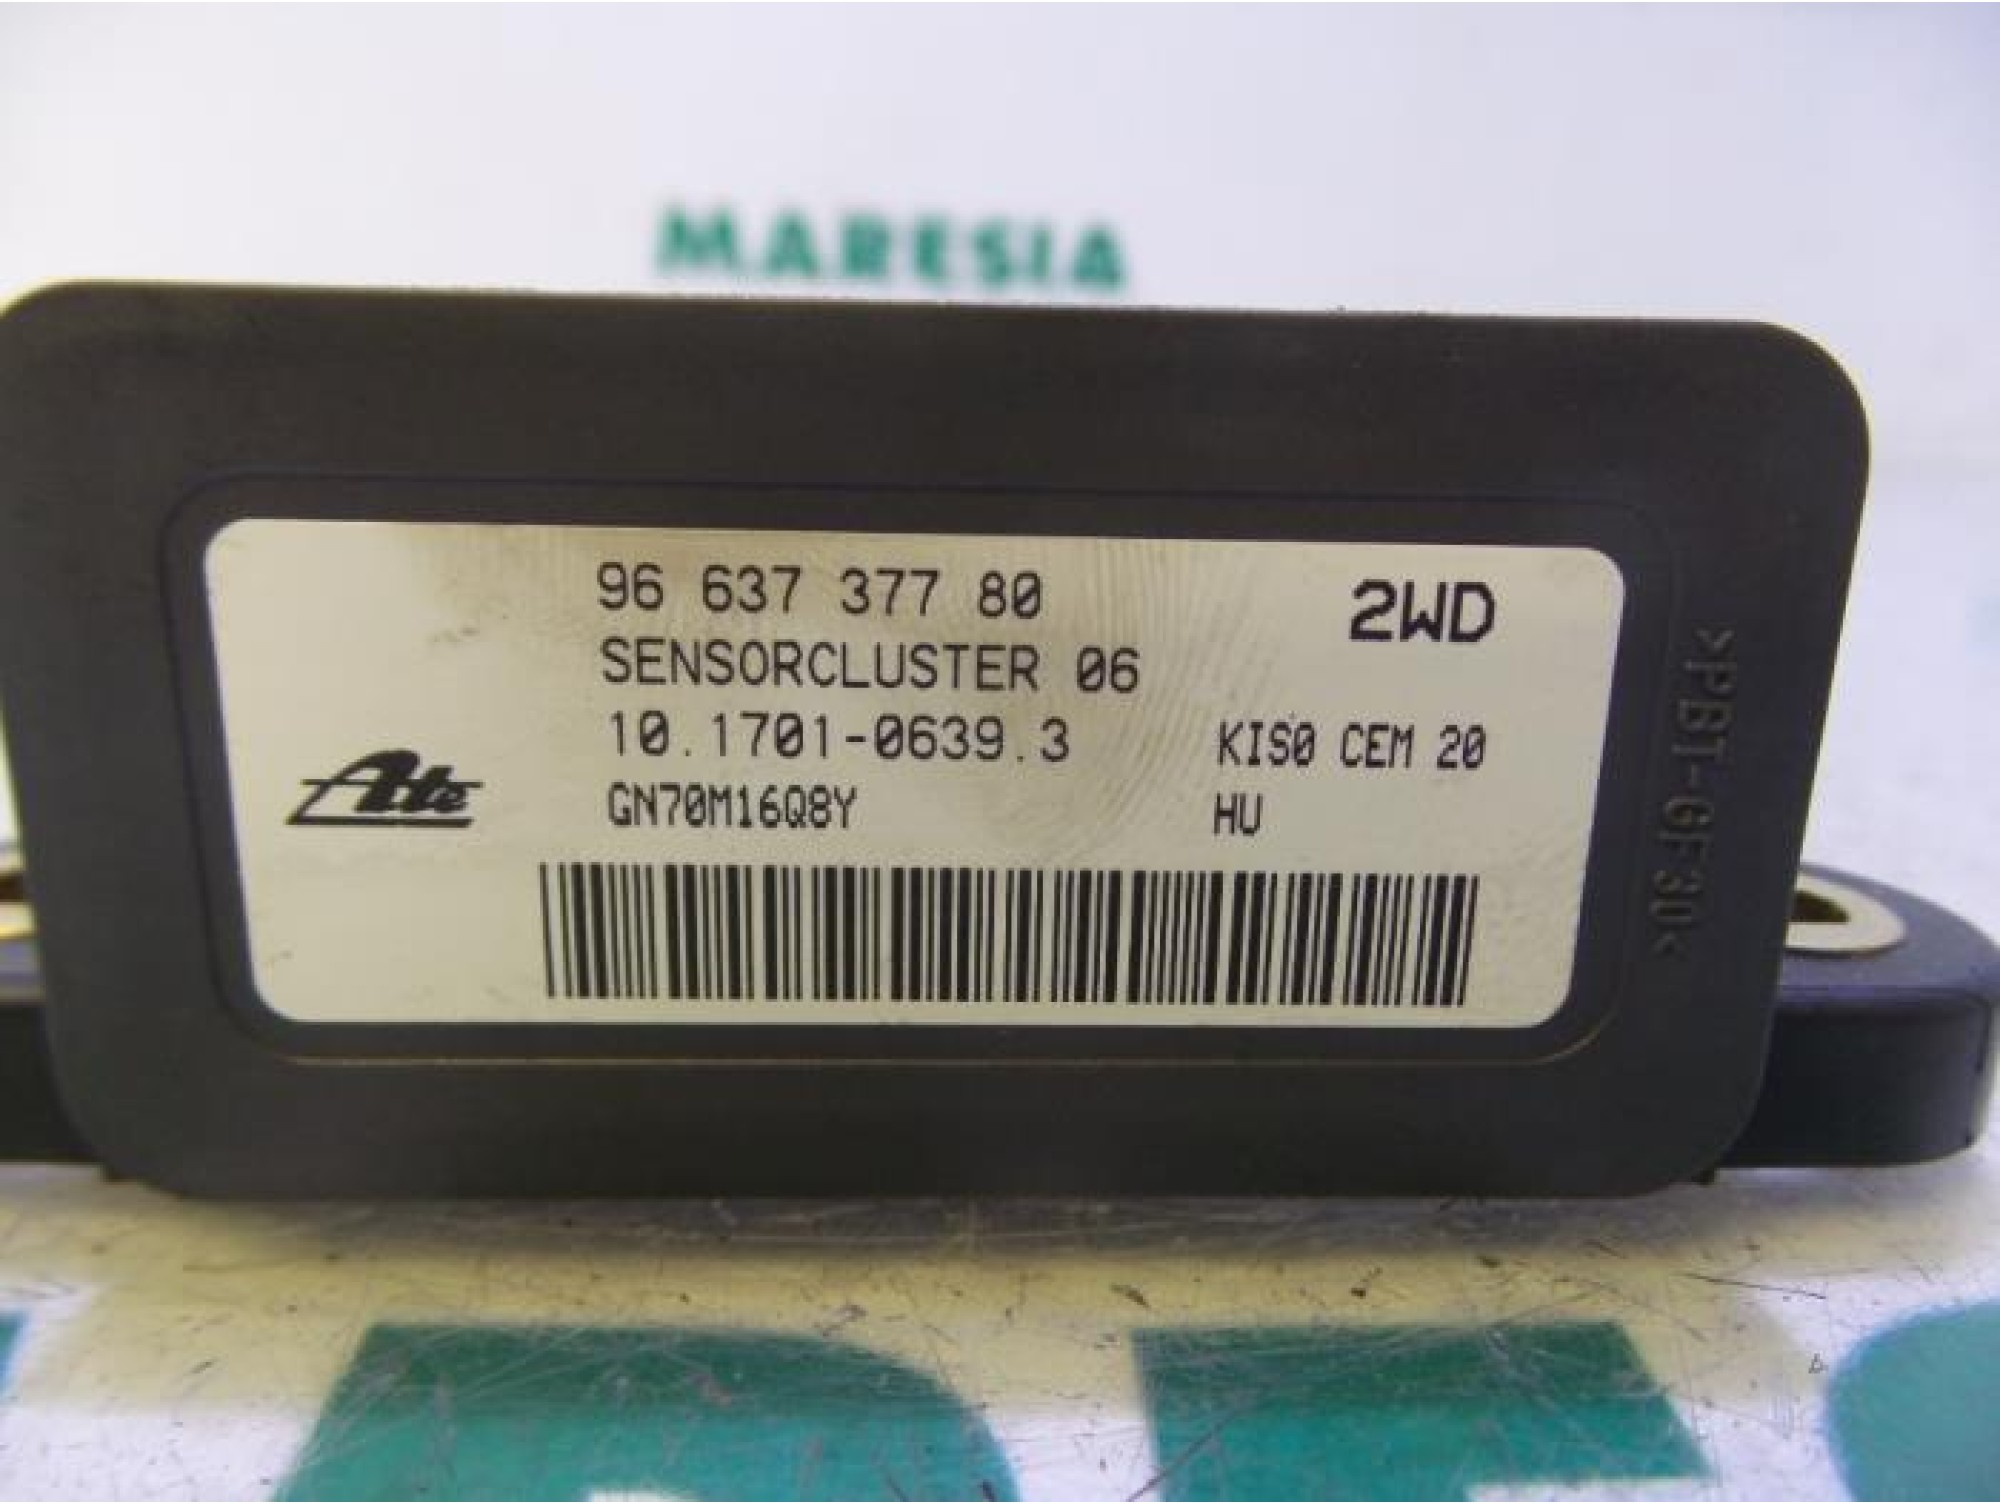 MARESIA
96 637 377 80
2WD
SENSORCLUSTER 06
10.1701-0639.3
KIS0 CEM 20
Ate
GN70M16Q8Y
HU
>PBT-GF30<